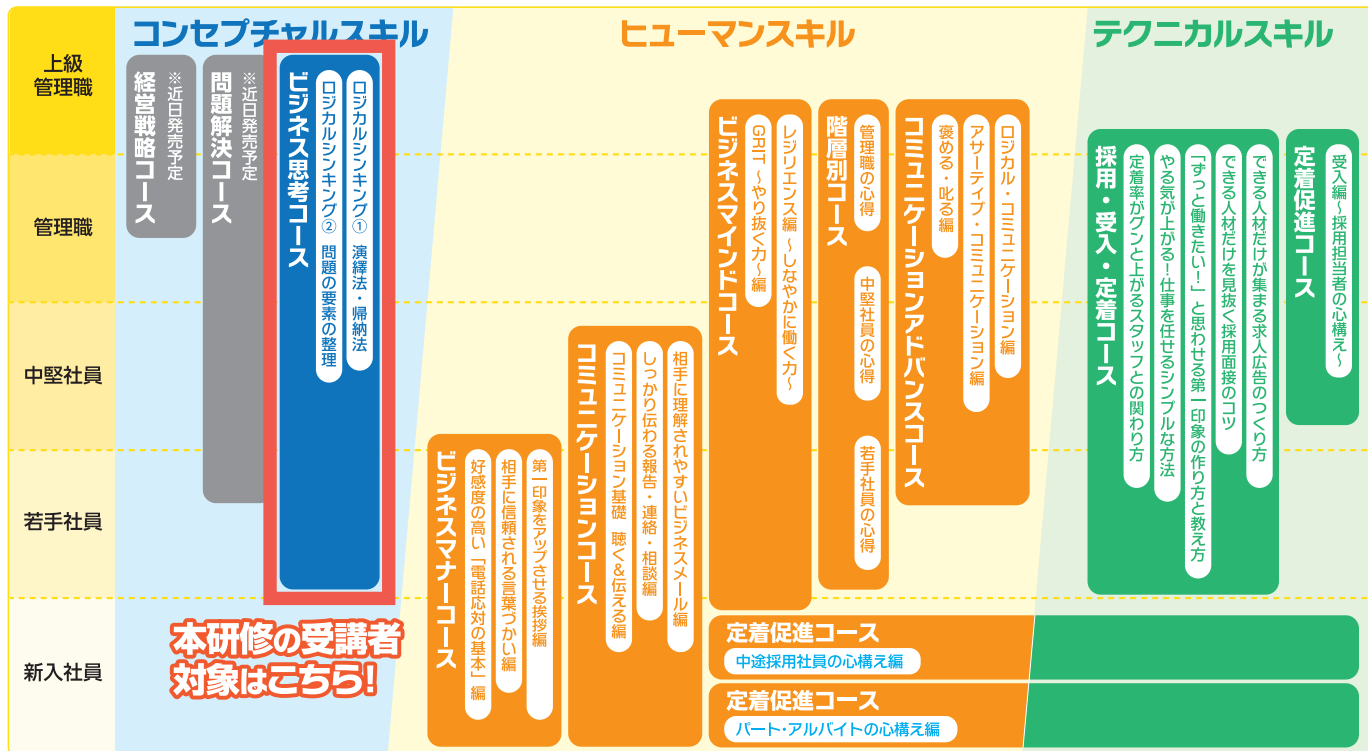 コンセプチャルスキル
ヒューマンスキル
テクニカルスキル
上級
管理職
管理職
中堅社員
若手社員
新入社員
※近日発売予定
経営戦略コース
※近日発売予定
問題解決コース
ロジカルシンキング① 演繹法・帰納法
ロジカルシンキング② 問題の要素の整理
ビジネス思考コース
本研修の受講者
対象はこちら!
第一印象をアップさせる挨拶編
相手に信頼される言葉づかい編
好感度の高い「電話応対の基本」編
ビジネスマナーコース
相手に理解されやすいビジネスメール編
しっかり伝わる報告・連絡・相談編
コミュニケーション基礎 聴く&伝える編
コミュニケーションコース
レジリエンス編 〜しなやかに働く力〜
GRIT 〜やり抜く力〜編
ビジネスマインドコース
管理職の心得
中堅社員の心得
若手社員の心得
階層別コース
ロジカル・コミュニケーション編
アサーティブ・コミュニケーション編
褒める・叱る編
コミュニケーションアドバンスコース
定着促進コース
中途採用社員の心構え編
定着促進コース
パート・アルバイトの心構え編
できる人材だけが集まる求人広告のつくり方
できる人材だけを見抜く採用面接のコツ
「ずっと働きたい!」と思わせる第一印象の作り方と教え方
やる気が上がる!仕事を任せるシンプルな方法
定着率がグンと上がるスタッフとの関わり方
採用・受入・定着コース
受入編〜採用担当者の心構え〜
定着促進コース